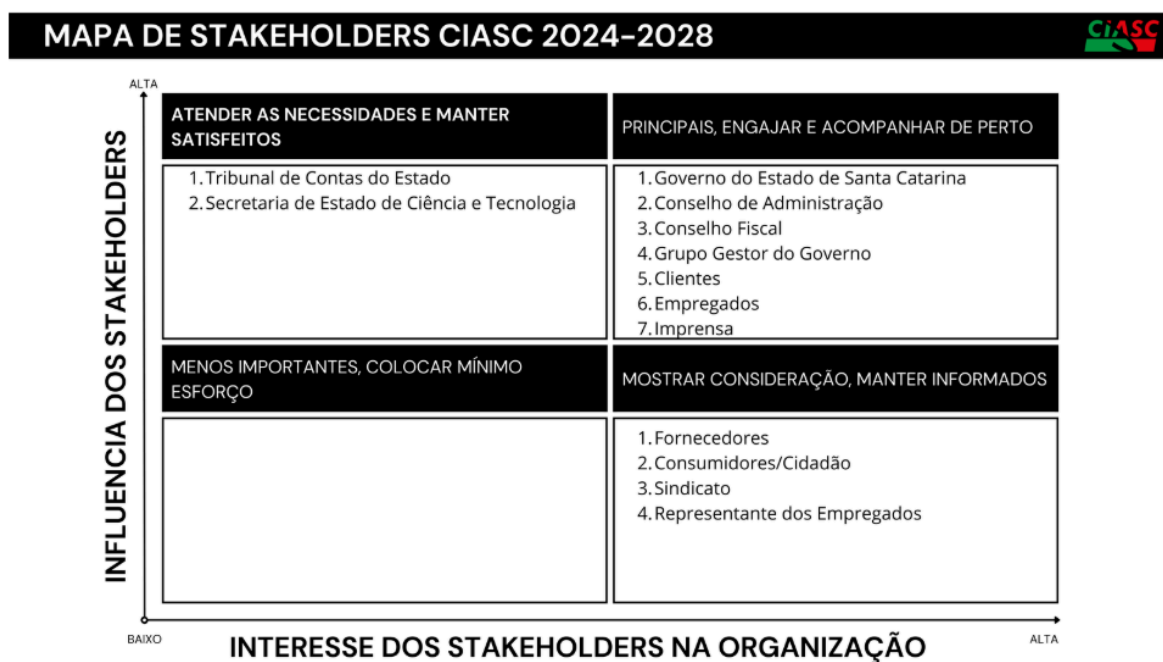 MAPA DE STAKEHOLDERS CIASC 2024-2028
CiASC
ALTA
INFLUENCIA DOS STAKEHOLDERS
ATENDER AS NECESSIDADES E MANTER
SATISFEITOS
1.Tribunal de Contas do Estado
2.Secretaria de Estado de Ciência e Tecnologia
PRINCIPAIS, ENGAJAR E ACOMPANHAR DE PERTO
1.Governo do Estado de Santa Catarina
2.Conselho de Administração
3.Conselho Fiscal
4.Grupo Gestor do Governo
5.Clientes
6.Empregados
7.Imprensa
MENOS IMPORTANTES, COLOCAR MÍNIMO
ESFORÇO
MOSTRAR CONSIDERAÇÃO, MANTER INFORMADOS
1.Fornecedores
2.Consumidores/Cidadão
3.Sindicato
4.Representante dos Empregados
BAIXO
INTERESSE DOS STAKEHOLDERS NA ORGANIZAÇÃO
ALTA